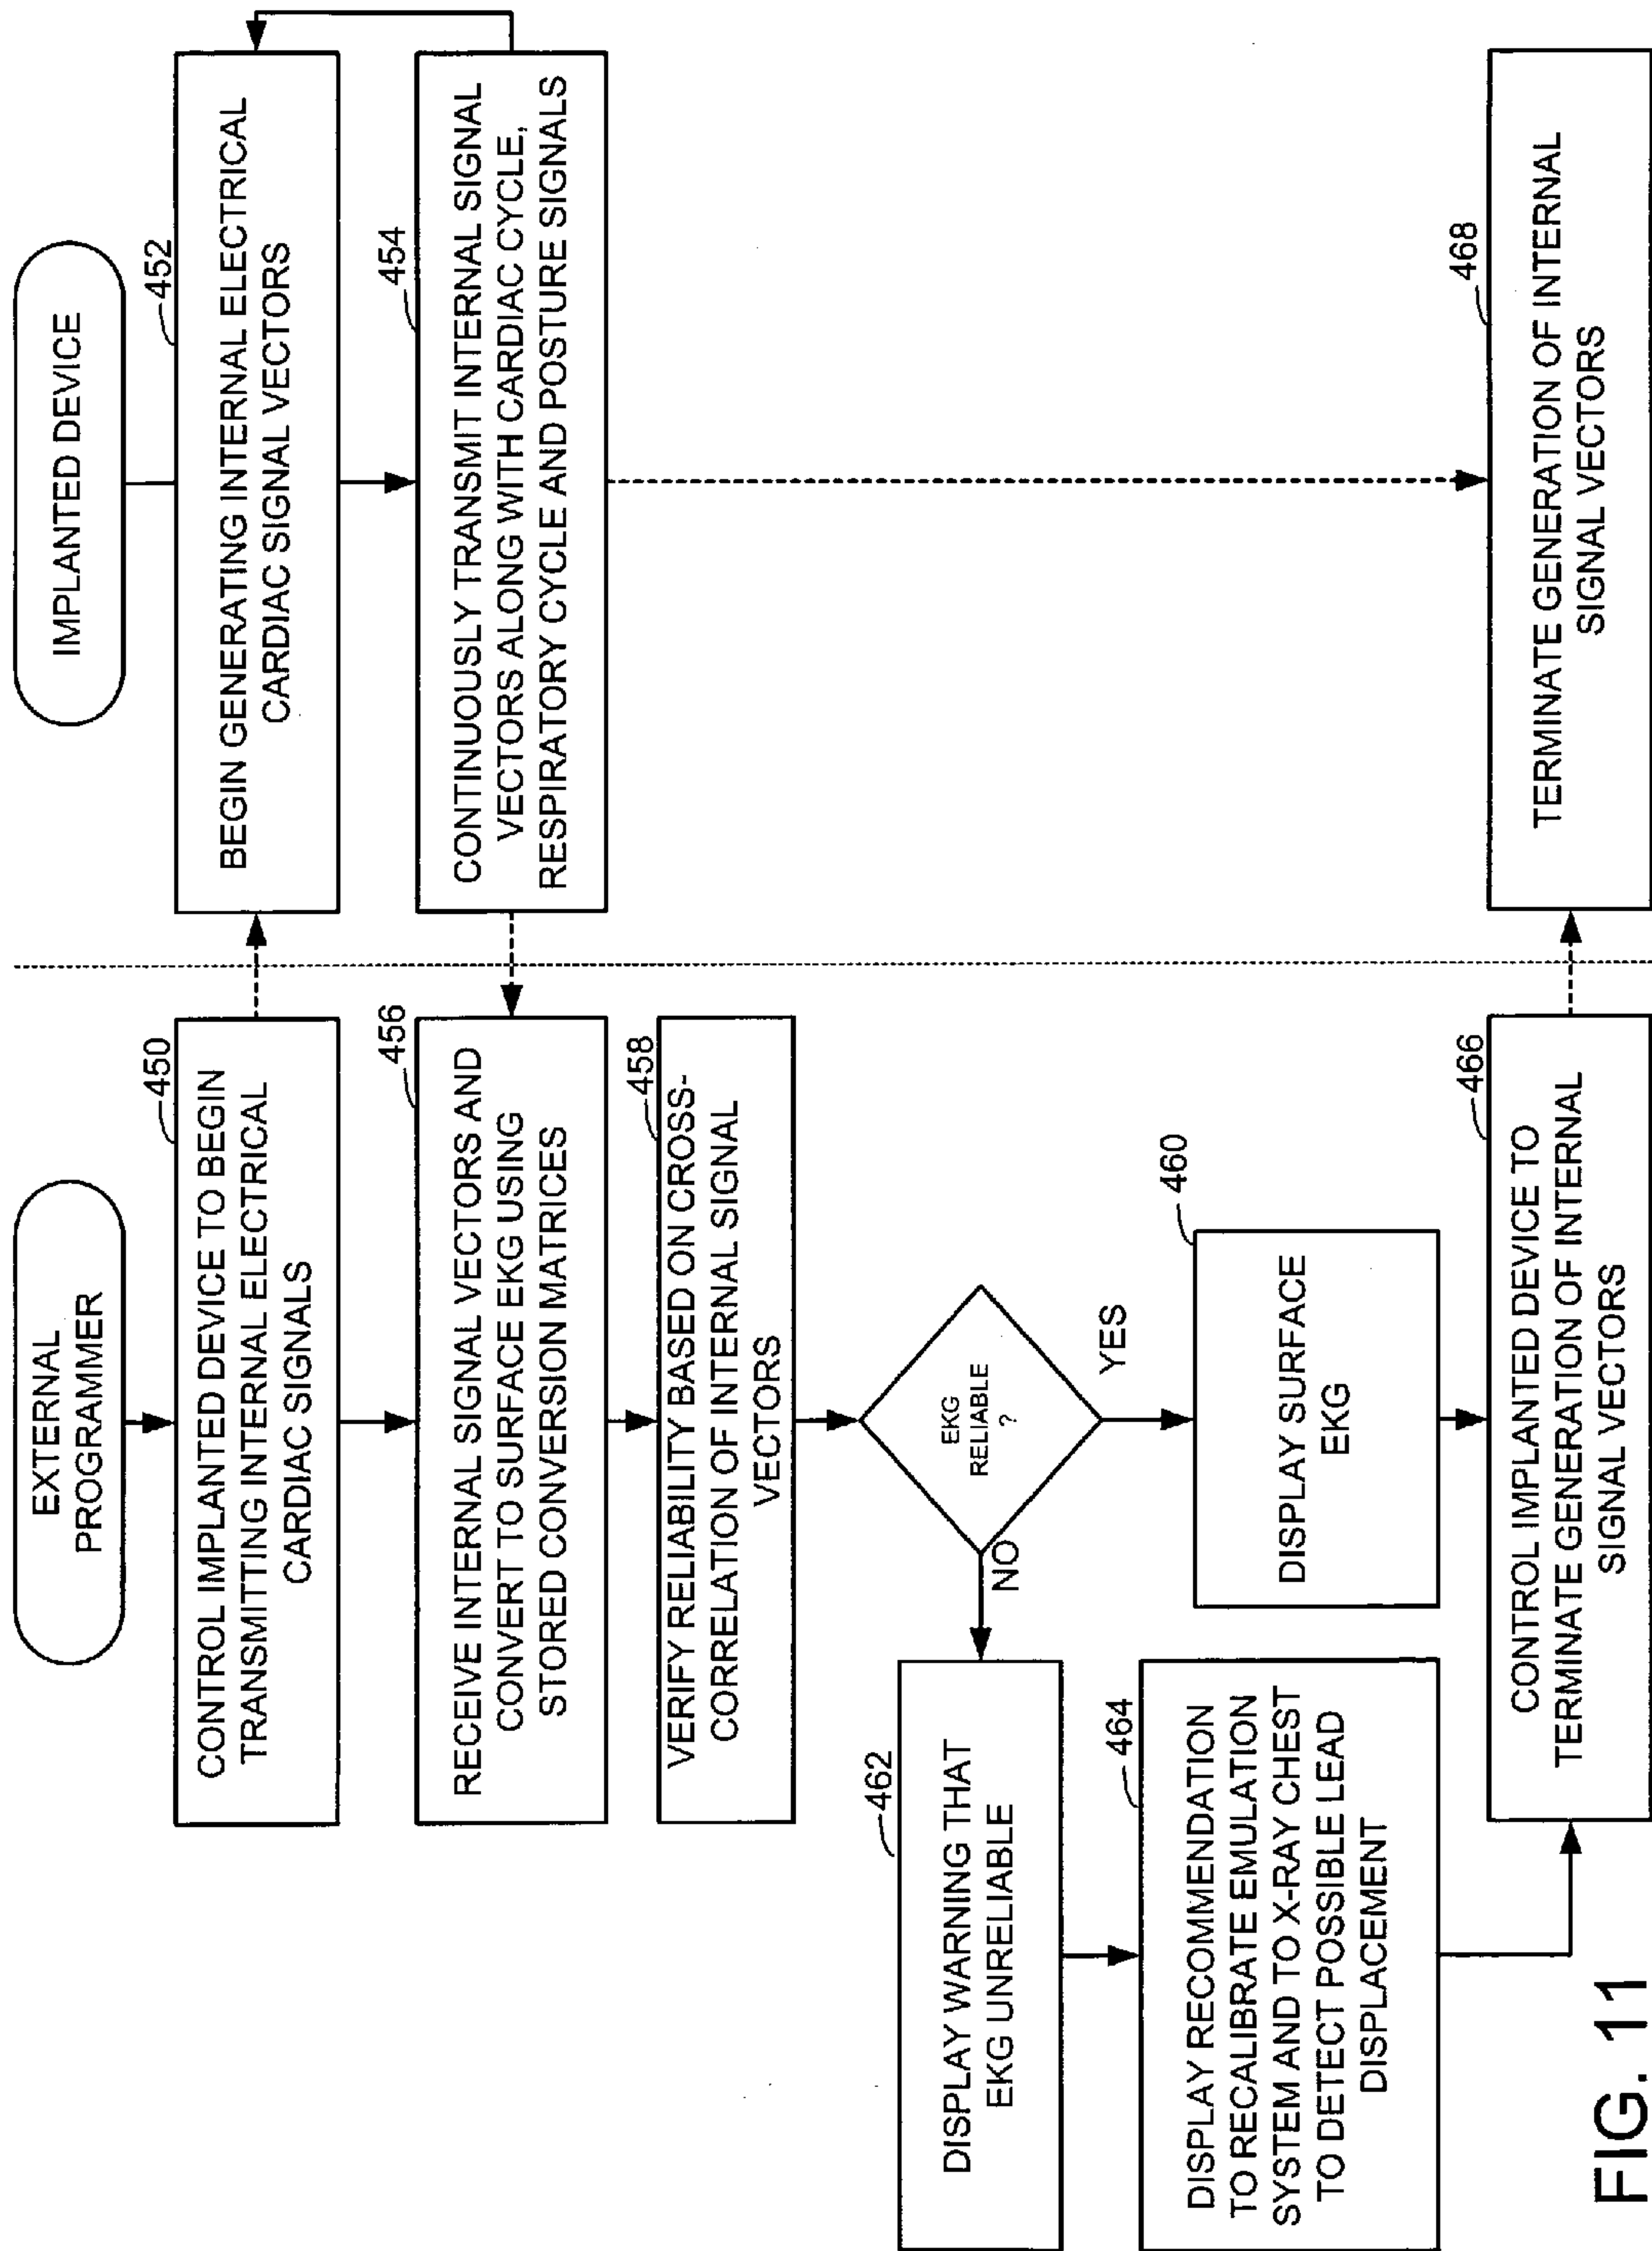 EXTERNAL
PROGRAMMER
450
CONTROL IMPLANTED DEVICE TO BEGIN
TRANSMITTING INTERNAL ELECTRICAL
CARDIAC SIGNALS
456
RECEIVE INTERNAL SIGNAL VECTORS AND
CONVERT TO SURFACE EKG USING
STORED CONVERSION MATRICES
458
VERIFY RELIABILITY BASED ON CROSS-
CORRELATION OF INTERNAL SIGNAL
VECTORS
EKG
RELIABLE
?
NO
YES
462
DISPLAY WARNING THAT
EKG UNRELIABLE
460
DISPLAY SURFACE
EKG
464
DISPLAY RECOMMENDATION
TO RECALIBRATE EMULATION
SYSTEM AND TO X-RAY CHEST
TO DETECT POSSIBLE LEAD
DISPLACEMENT
466
CONTROL IMPLANTED DEVICE TO
TERMINATE GENERATION OF INTERNAL
SIGNAL VECTORS
IMPLANTED DEVICE
452
BEGIN GENERATING INTERNAL ELECTRICAL
CARDIAC SIGNAL VECTORS
454
CONTINUOUSLY TRANSMIT INTERNAL SIGNAL
VECTORS ALONG WITH CARDIAC CYCLE,
RESPIRATORY CYCLE AND POSTURE SIGNALS
468
TERMINATE GENERATION OF INTERNAL
SIGNAL VECTORS
FIG. 11